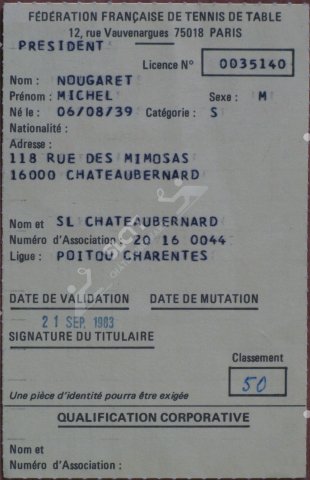 FÉDÉRATION FRANÇAISE DE TENNIS DE TABLE
12, rue Vauvenargues 75018 PARIS
PRESIDENT
Licence N° 0035140
Nom : NOUGARET
Prénom : MICHEL Sexe : M
Né le : 06/08/39 Catégorie : S
Nationalité :
Adresse :
118 RUE DES MIMOSAS
16000 CHATEAUBERNARD
Nom et SL CHATEAUBERNARD
Numéro d'Association : 20 16 0044
Ligue : POITOU CHARENTES
DATE DE VALIDATION DATE DE MUTATION
21 SEP. 1983
SIGNATURE DU TITULAIRE
Classement
50
Une pièce d'identité pourra être exigée
QUALIFICATION CORPORATIVE
Nom et
Numéro d'Association :